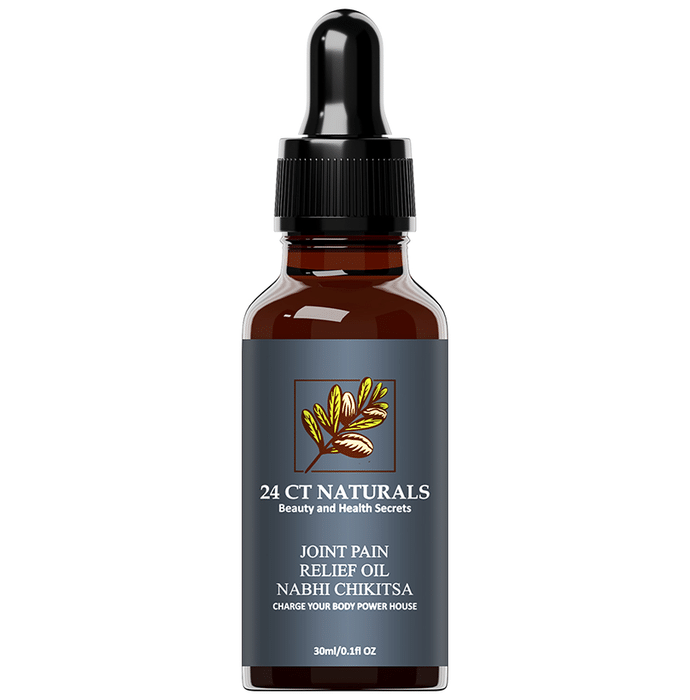 24 CT NATURALS
Beauty and Health Secrets
JOINT PAIN
RELIEF OIL
NABHI CHIKITSA
CHARGE YOUR BODY POWER HOUSE
30ml/0.1fl OZ